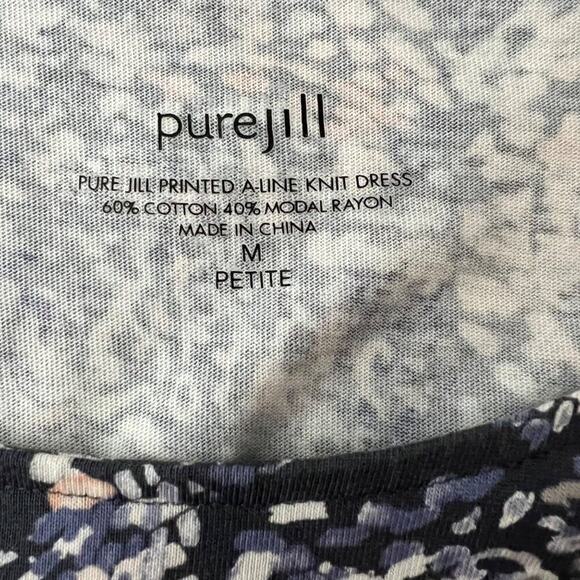 purejill
PURE JILL PRINTED A-LINE KNIT DRESS
60% COTTON 40% MODAL RAYON
MADE IN CHINA
M
PETITE